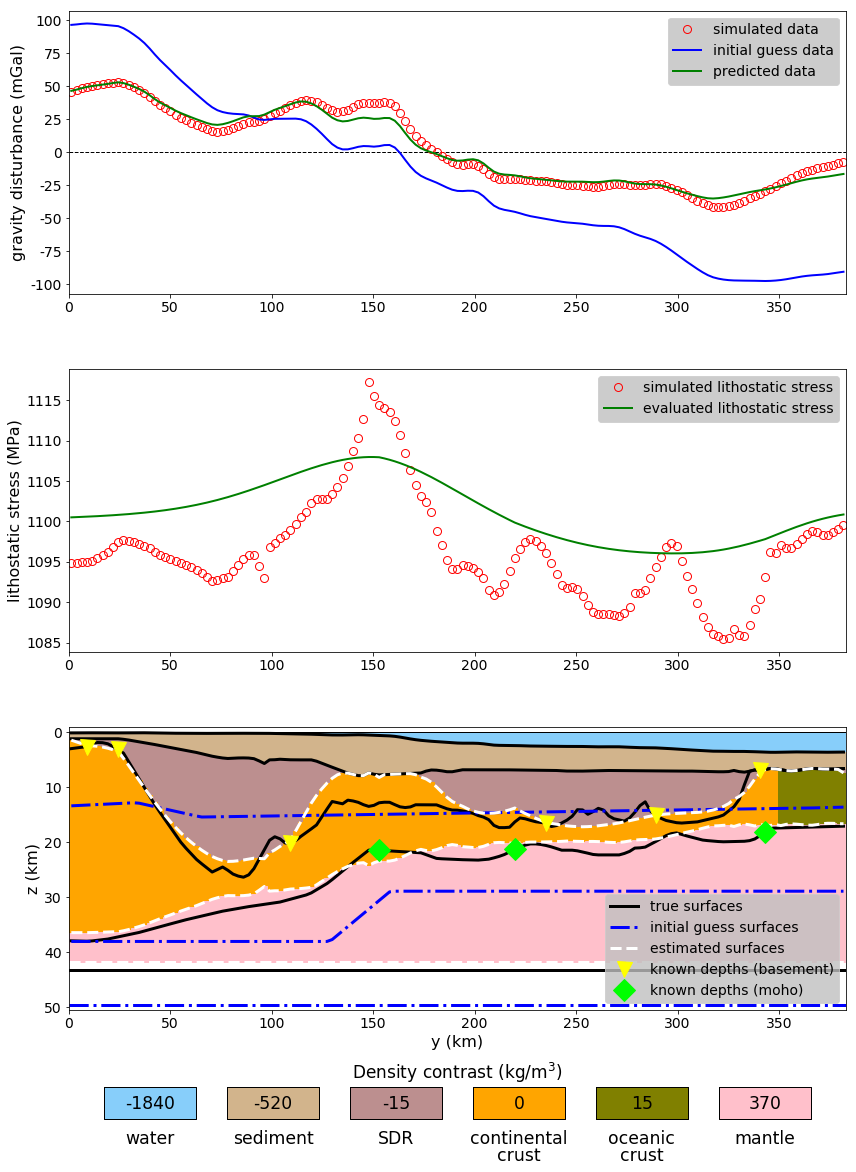 100
75
50
25
0
-25
-50
-75
-100
gravity disturbance (mGal)
simulated data
initial guess data
predicted data
0 50 100 150 200 250 300 350
1115
1110
1105
1100
1095
1090
1085
lithostatic stress (MPa)
simulated lithostatic stress
evaluated lithostatic stress
0 50 100 150 200 250 300 350
0
10
20
30
40
50
z (km)
true surfaces
initial guess surfaces
estimated surfaces
known depths (basement)
known depths (moho)
0 50 100 150 200 250 300 350
y (km)
Density contrast (kg/m³)
-1840 -520 -15 0 15 370
water sediment SDR continental oceanic mantle
crust crust